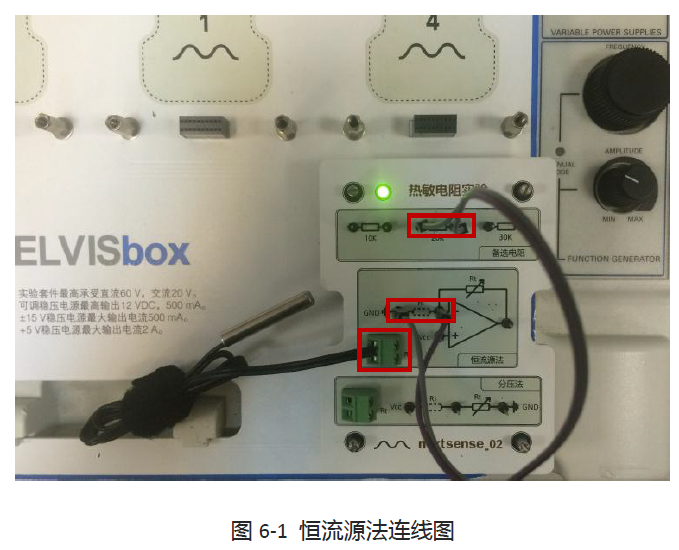 1
4
VARIABLE POWER SUPPLIES
FREQUENCY
AMPLITUDE
MIN MAX
FUNCTION GENERATOR
热敏电阻实验
10K 20K 30K
备选电阻
ELVISbox
实验套件最高承受直流60 V，交流20 V。
可调稳压电源最高输出12 VDC，500 mA。
±15 V稳压电源最大输出电流500 mA。
+5 V稳压电源最大输出电流2 A。
Rt
GND
恒流源法
分压法
Rt Vcc R1 Rt GND
nextsense_02
图 6-1 恒流源法连线图